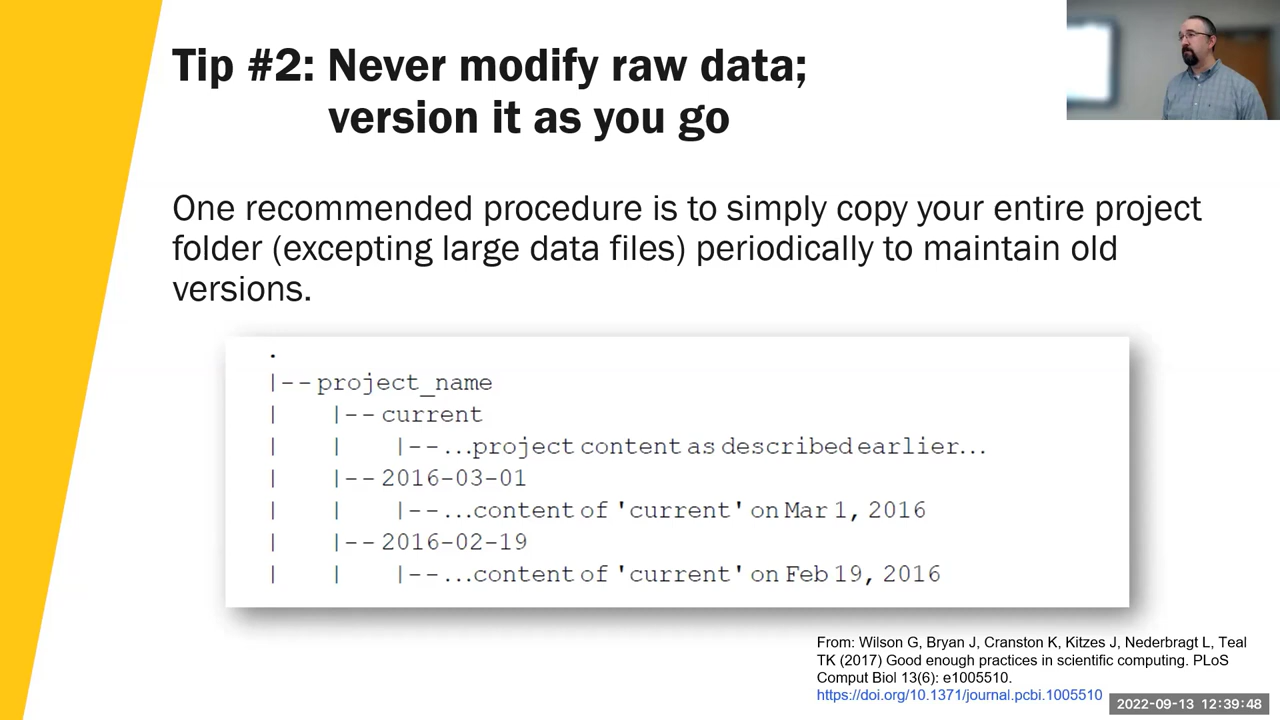 Tip #2: Never modify raw data;
version it as you go
One recommended procedure is to simply copy your entire project
folder (excepting large data files) periodically to maintain old
versions.
.
|--project_name
|   |--current
|   |   |--...project content as described earlier...
|   |--2016-03-01
|   |   |--...content of 'current' on Mar 1, 2016
|   |--2016-02-19
|   |   |--...content of 'current' on Feb 19, 2016
From: Wilson G, Bryan J, Cranston K, Kitzes J, Nederbragt L, Teal
TK (2017) Good enough practices in scientific computing. PLoS
Comput Biol 13(6): e1005510.
https://doi.org/10.1371/journal.pcbi.1005510
2022-09-13 12:39:48